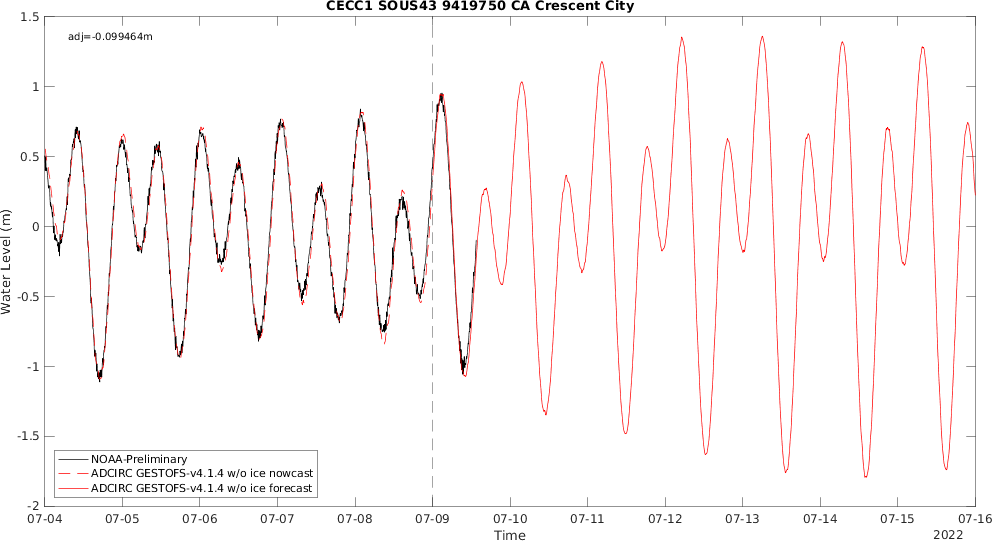 CECC1 SOUS43 9419750 CA Crescent City
adj=-0.099464m
1.5
1
0.5
0
-0.5
-1
-1.5
-2
Water Level (m)
NOAA-Preliminary
ADCIRC GESTOFS-v4.1.4 w/o ice nowcast
ADCIRC GESTOFS-v4.1.4 w/o ice forecast
07-04 07-05 07-06 07-07 07-08 07-09 07-10 07-11 07-12 07-13 07-14 07-15 07-16
Time
2022